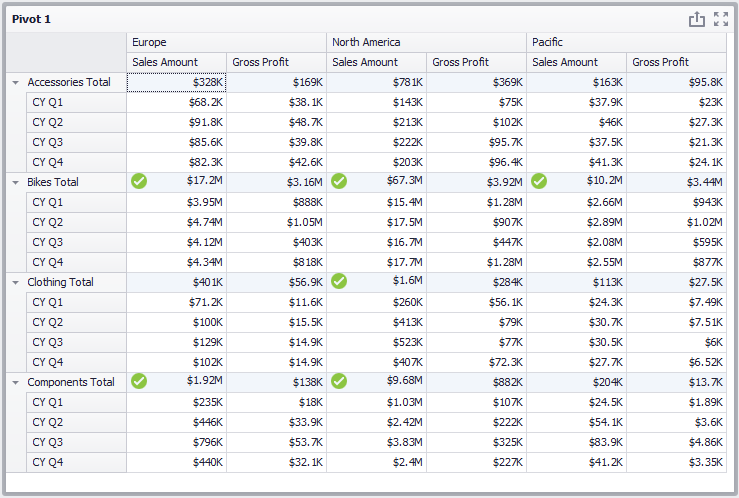 Pivot 1
Europe North America Pacific
Sales Amount Gross Profit Sales Amount Gross Profit Sales Amount Gross Profit
Accessories Total $328K $169K $781K $369K $163K $95.8K
CY Q1 $68.2K $38.1K $143K $75K $37.9K $23K
CY Q2 $91.8K $48.7K $213K $102K $46K $27.3K
CY Q3 $85.6K $39.8K $222K $95.7K $37.5K $21.3K
CY Q4 $82.3K $42.6K $203K $96.4K $41.3K $24.1K
Bikes Total $17.2M $3.16M $67.3M $3.92M $10.2M $3.44M
CY Q1 $3.95M $888K $15.4M $1.28M $2.66M $943K
CY Q2 $4.74M $1.05M $17.5M $907K $2.89M $1.02M
CY Q3 $4.12M $403K $16.7M $447K $2.08M $595K
CY Q4 $4.34M $818K $17.7M $1.28M $2.55M $877K
Clothing Total $401K $56.9K $1.6M $284K $113K $27.5K
CY Q1 $71.2K $11.6K $260K $56.1K $24.3K $7.49K
CY Q2 $100K $15.5K $413K $79K $30.7K $7.51K
CY Q3 $129K $14.9K $523K $77K $30.5K $6K
CY Q4 $102K $14.9K $407K $72.3K $27.7K $6.52K
Components Total $1.92M $138K $9.68M $882K $204K $13.7K
CY Q1 $235K $18K $1.03M $107K $24.5K $1.89K
CY Q2 $446K $33.9K $2.42M $222K $54.1K $3.6K
CY Q3 $796K $53.7K $3.83M $325K $83.9K $4.86K
CY Q4 $440K $32.1K $2.4M $227K $41.2K $3.35K